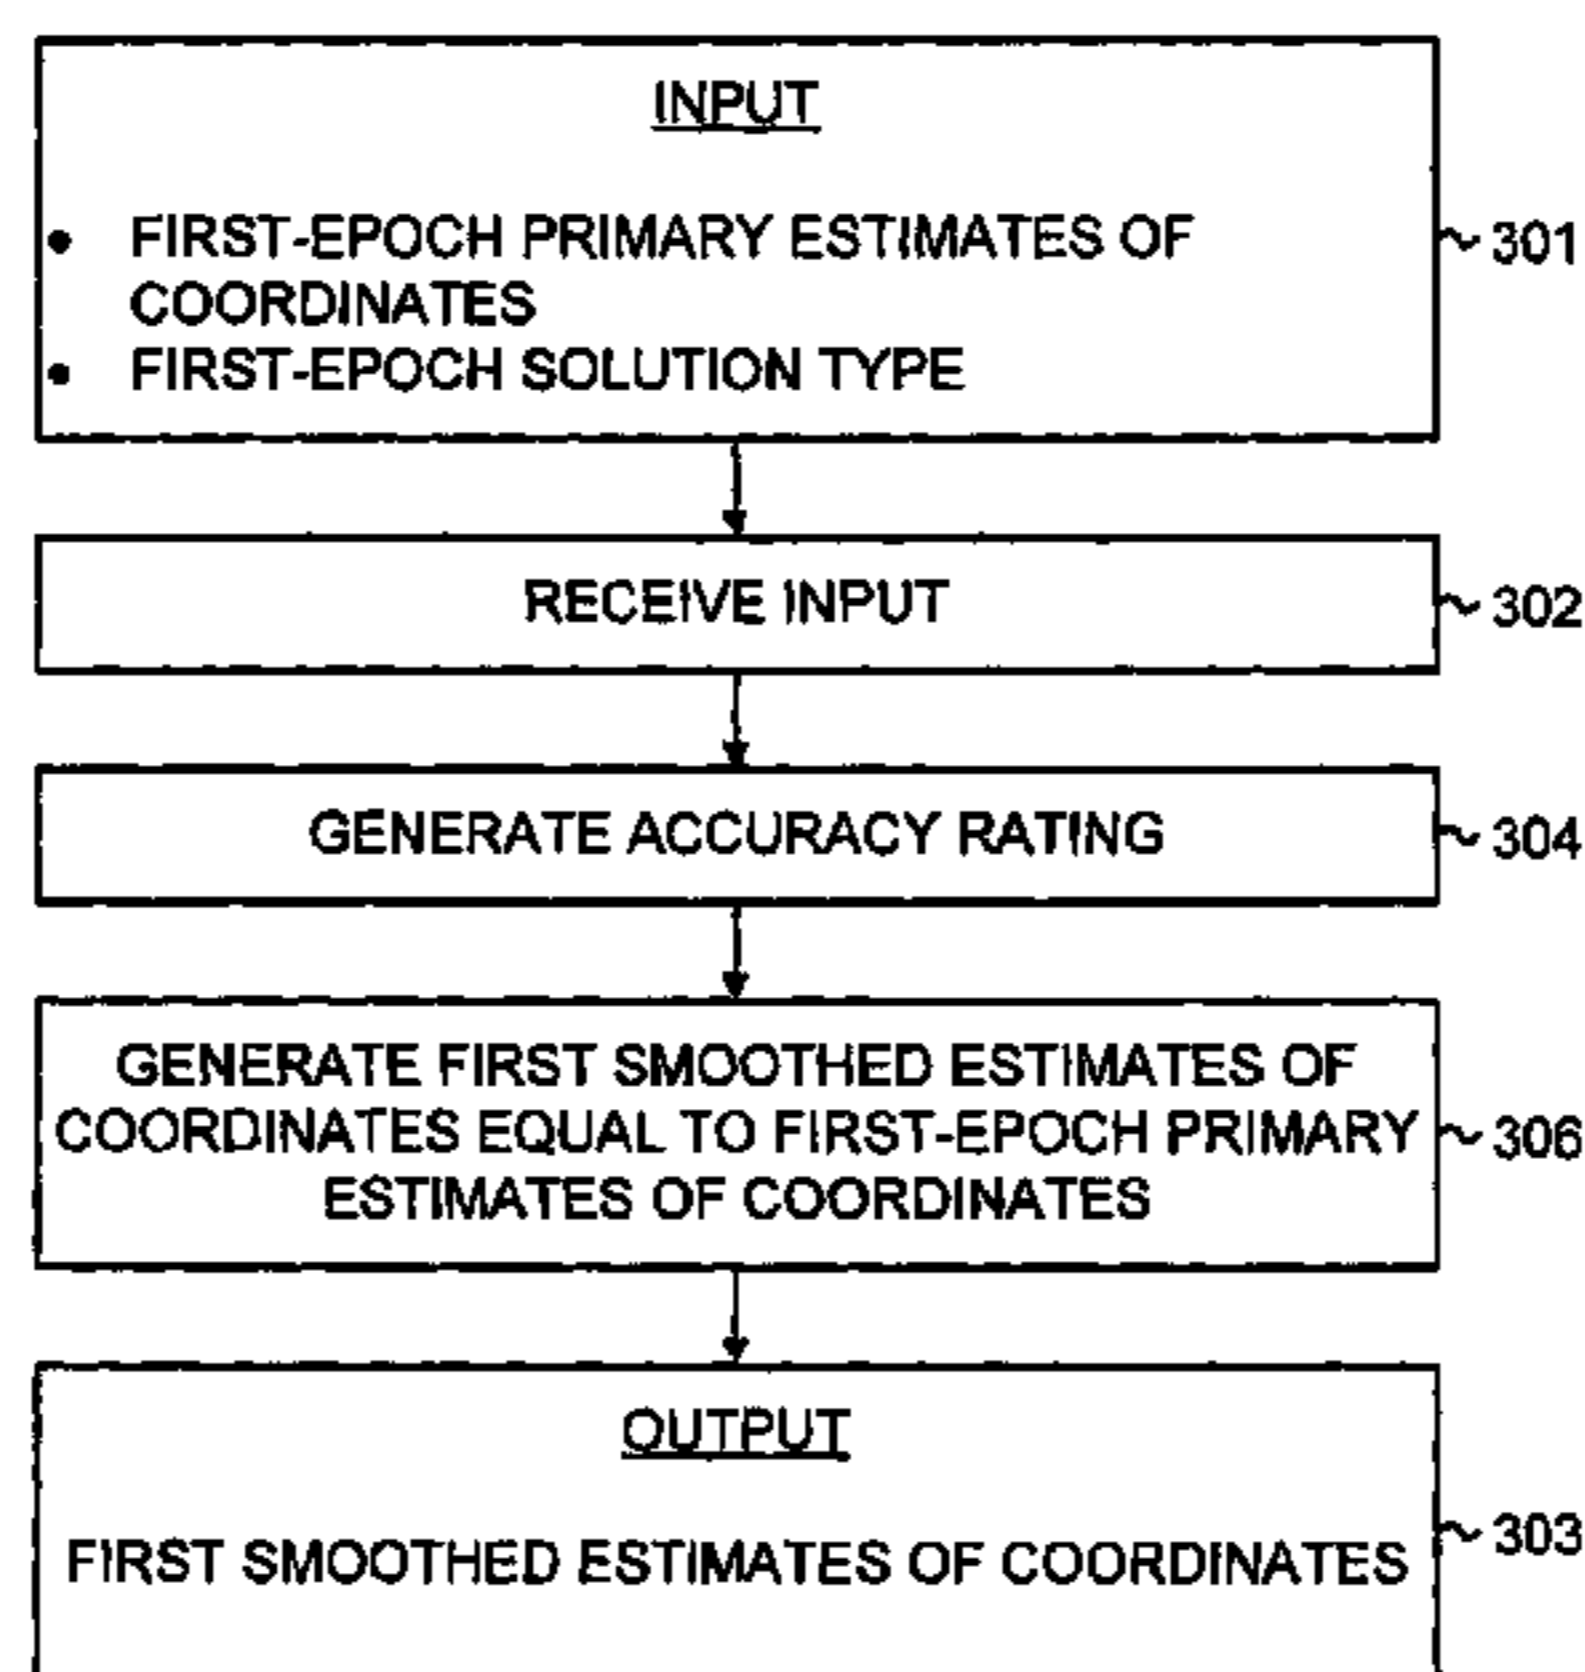 INPUT
• FIRST-EPOCH PRIMARY ESTIMATES OF
COORDINATES
• FIRST-EPOCH SOLUTION TYPE
301
RECEIVE INPUT
302
GENERATE ACCURACY RATING
304
GENERATE FIRST SMOOTHED ESTIMATES OF
COORDINATES EQUAL TO FIRST-EPOCH PRIMARY
ESTIMATES OF COORDINATES
306
OUTPUT
FIRST SMOOTHED ESTIMATES OF COORDINATES
303